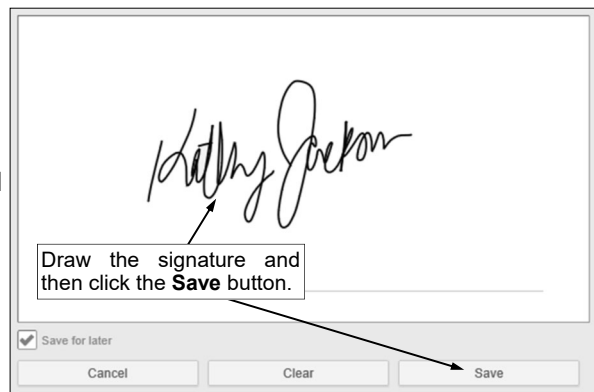 Kathy Jackson
Draw the signature and
then click the Save button.
Save for later
Cancel Clear Save